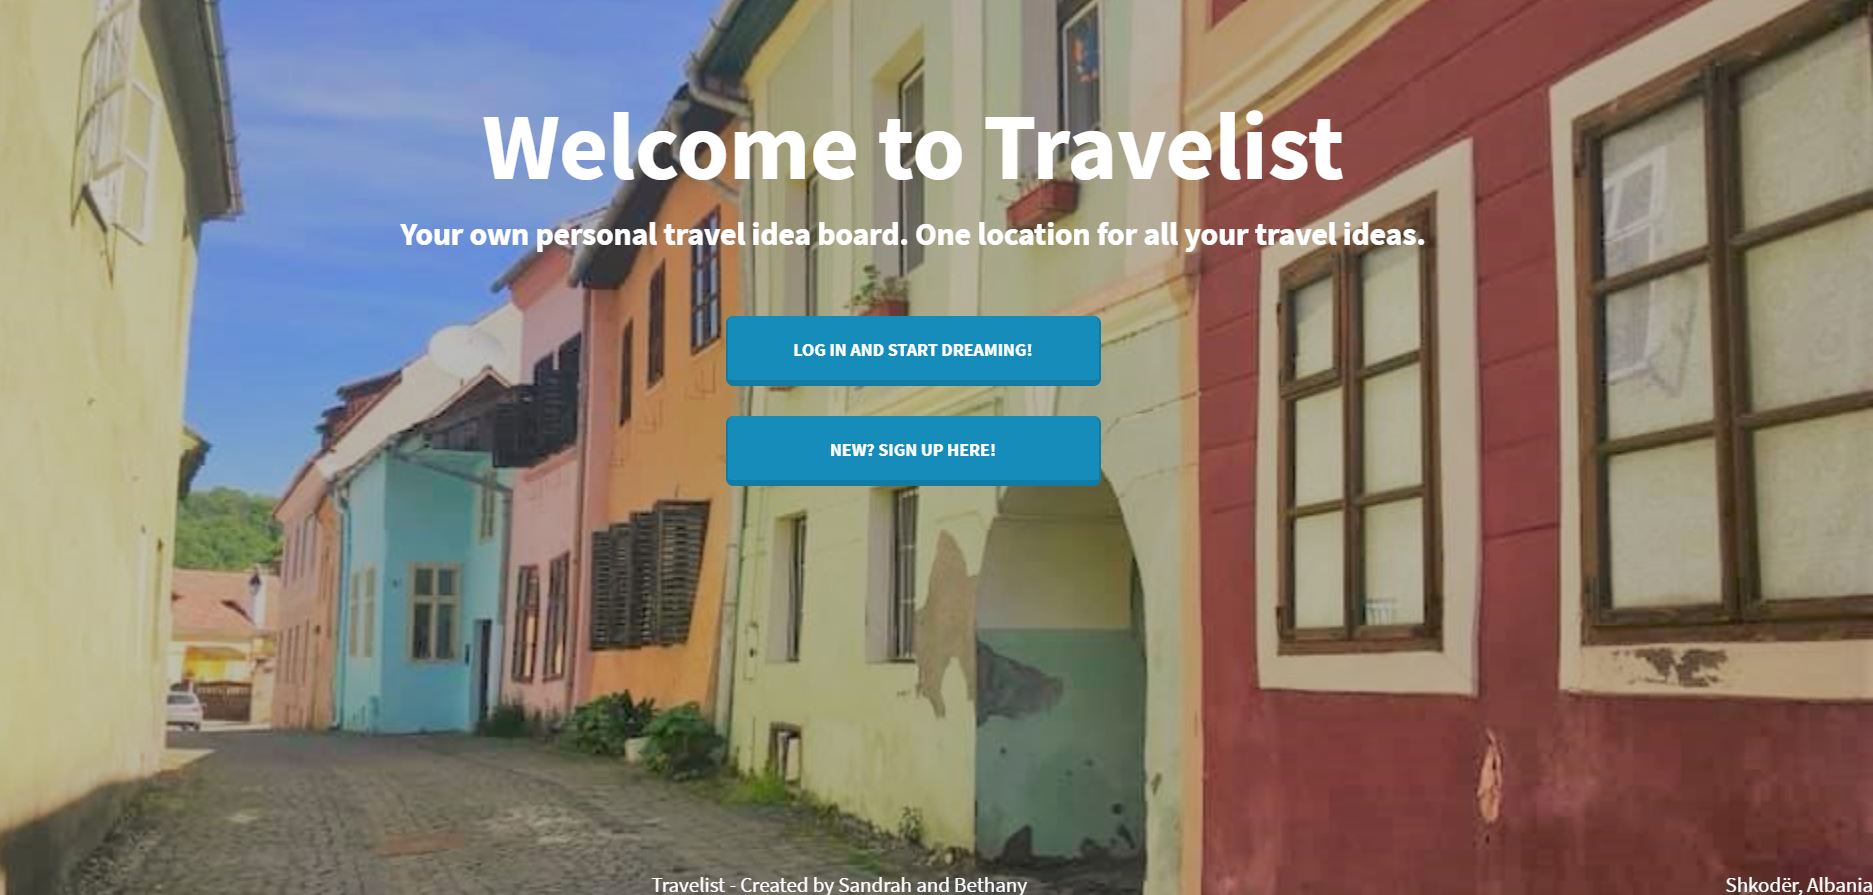 Welcome to Travelist
Your own personal travel idea board. One location for all your travel ideas.
LOG IN AND START DREAMING!
NEW? SIGN UP HERE!
Travelist - Created by Sandrah and Bethany
Shkodër, Albania